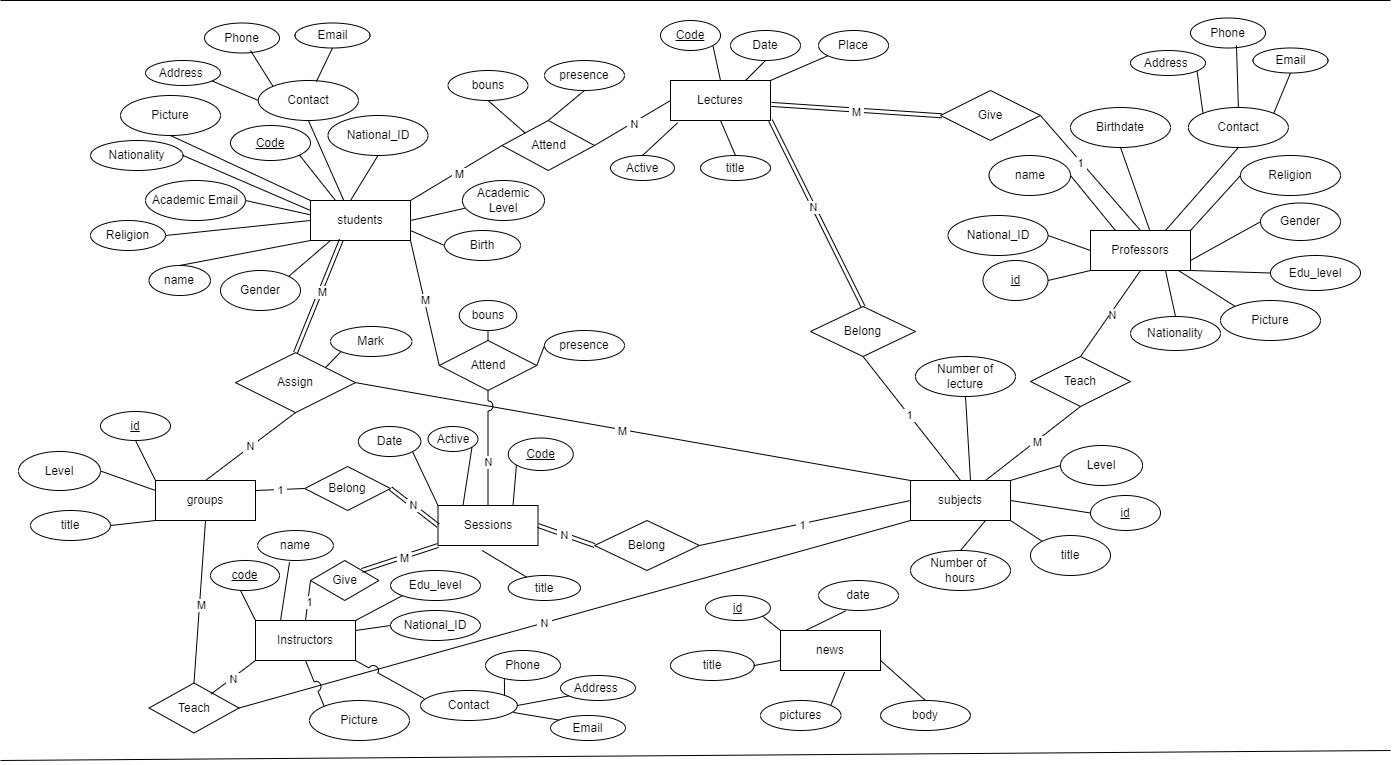 Phone
Email
Code
Date
Place
Phone
Address
Email
Address
Contact
bouns
presence
Lectures
M
Give
Contact
Picture
Code
National_ID
N
Attend
Birthdate
Nationality
Active
title
1
name
Religion
M
Academic Email
Academic
Level
N
students
Gender
Religion
Birth
National_ID
Professors
name
Gender
id
Edu_level
M
M
bouns
N
Picture
Belong
Nationality
Mark
presence
Attend
Assign
Number of
lecture
Teach
id
1
M
N
Date
Active
Code
M
Level
Level
N
groups
1
Belong
N
subjects
id
title
Sessions
N
Belong
1
title
name
M
Number of
hours
code
Give
Edu_level
title
M
1
date
id
National_ID
N
Instructors
news
title
Phone
N
Address
Teach
Picture
Contact
Email
pictures
body